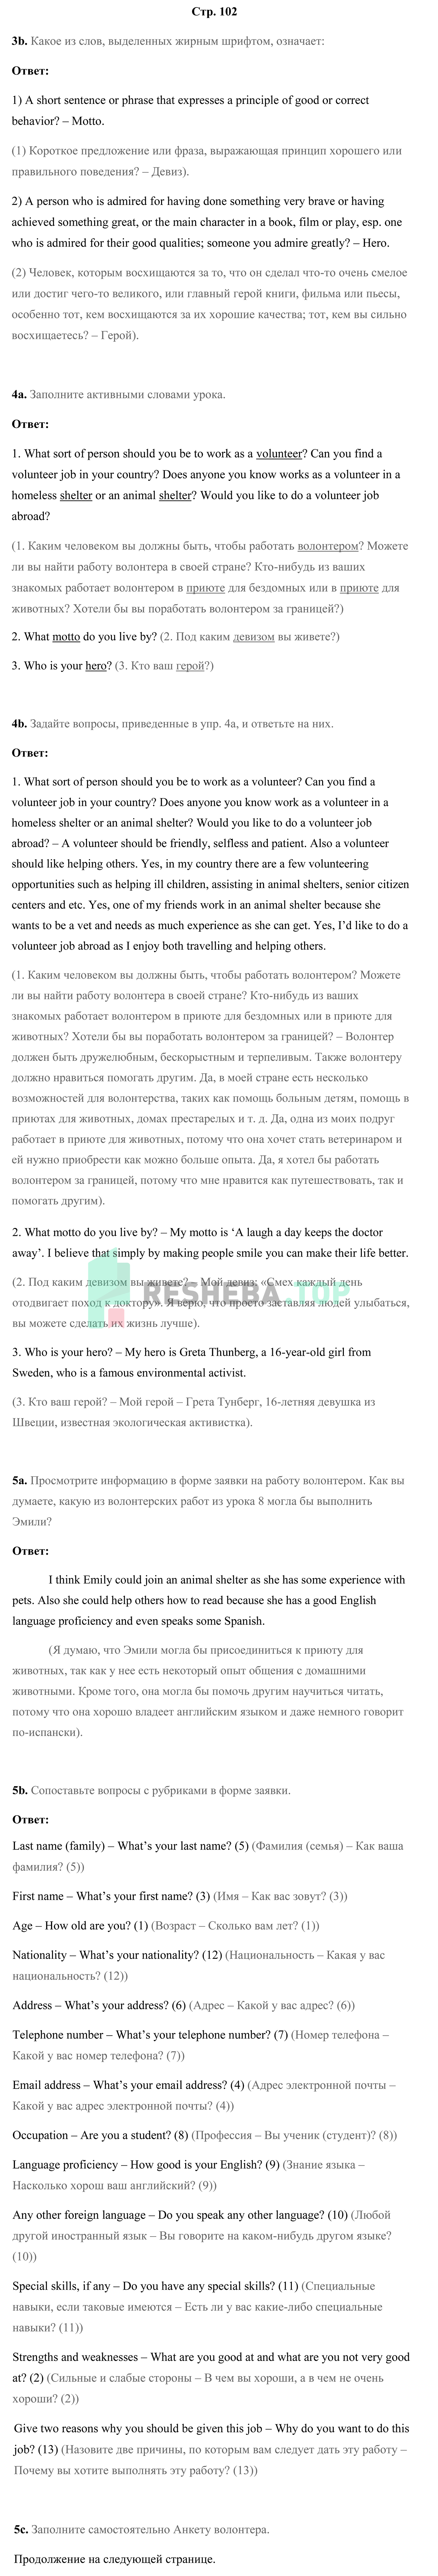 Стр. 102
3b. Какое из слов, выделенных жирным шрифтом, означает:
Ответ:
1) A short sentence or phrase that expresses a principle of good or correct
behavior? – Motto.
(1) Короткое предложение или фраза, выражающая принцип хорошего или
правильного поведения? – Девиз).
2) A person who is admired for having done something very brave or having
achieved something great, or the main character in a book, film or play, esp. one
who is admired for their good qualities; someone you admire greatly? – Hero.
(2) Человек, которым восхищаются за то, что он сделал что-то очень смелое
или достиг чего-то великого, или главный герой книги, фильма или пьесы,
особенно тот, кем восхищаются за их хорошие качества; тот, кем вы сильно
восхищаетесь? – Герой).
4a. Заполните активными словами урока.
Ответ:
1. What sort of person should you be to work as a volunteer? Can you find a
volunteer job in your country? Does anyone you know works as a volunteer in a
homeless shelter or an animal shelter? Would you like to do a volunteer job
abroad?
(1. Каким человеком вы должны быть, чтобы работать волонтером? Можете
ли вы найти работу волонтера в своей стране? Кто-нибудь из ваших
знакомых работает волонтером в приюте для бездомных или в приюте для
животных? Хотели бы вы поработать волонтером за границей?)
2. What motto do you live by? (2. Под каким девизом вы живете?)
3. Who is your hero? (3. Кто ваш герой?)
4b. Задайте вопросы, приведенные в упр. 4a, и ответьте на них.
Ответ:
1. What sort of person should you be to work as a volunteer? Can you find a
volunteer job in your country? Does anyone you know work as a volunteer in a
homeless shelter or an animal shelter? Would you like to do a volunteer job
abroad? – A volunteer should be friendly, selfless and patient. Also a volunteer
should like helping others. Yes, in my country there are a few volunteering
opportunities such as helping ill children, assisting in animal shelters, senior citizen
centers and etc. Yes, one of my friends work in an animal shelter because she
wants to be a vet and needs as much experience as she can get. Yes, I’d like to do a
volunteer job abroad as I enjoy both travelling and helping others.
(1. Каким человеком вы должны быть, чтобы работать волонтером? Можете
ли вы найти работу волонтера в своей стране? Кто-нибудь из ваших
знакомых работает волонтером в приюте для бездомных или в приюте для
животных? Хотели бы вы поработать волонтером за границей? – Волонтер
должен быть дружелюбным, бескорыстным и терпеливым. Также волонтеру
должно нравиться помогать другим. Да, в моей стране есть несколько
возможностей для волонтерства, таких как помощь больным детям, помощь в
приютах для животных, домах престарелых и т. д. Да, одна из моих подруг
работает в приюте для животных, потому что она хочет стать ветеринаром и
ей нужно приобрести как можно больше опыта. Да, я хотел бы работать
волонтером за границей, потому что мне нравится как путешествовать, так и
помогать другим).
2. What motto do you live by? – My motto is ‘A laugh a day keeps the doctor
away’. I believe that simply by making people smile you can make their life better.
(2. Под каким девизом вы живете? – Мой девиз: «Смех каждый день
отодвигает поход к доктору». Я верю, что просто заставляя людей улыбаться,
вы можете сделать их жизнь лучше).
RESHEBA.TOP
3. Who is your hero? – My hero is Greta Thunberg, a 16-year-old girl from
Sweden, who is a famous environmental activist.
(3. Кто ваш герой? – Мой герой – Грета Тунберг, 16-летняя девушка из
Швеции, известная экологическая активистка).
5a. Просмотрите информацию в форме заявки на работу волонтером. Как вы
думаете, какую из волонтерских работ из урока 8 могла бы выполнить
Эмили?
Ответ:
I think Emily could join an animal shelter as she has some experience with
pets. Also she could help others how to read because she has a good English
language proficiency and even speaks some Spanish.
(Я думаю, что Эмили могла бы присоединиться к приюту для
животных, так как у нее есть некоторый опыт общения с домашними
животными. Кроме того, она могла бы помочь другим научиться читать,
потому что она хорошо владеет английским языком и даже немного говорит
по-испански).
5b. Сопоставьте вопросы с рубриками в форме заявки.
Ответ:
Last name (family) – What’s your last name? (5) (Фамилия (семья) – Как ваша
фамилия? (5))
First name – What’s your first name? (3) (Имя – Как вас зовут? (3))
Age – How old are you? (1) (Возраст – Сколько вам лет? (1))
Nationality – What’s your nationality? (12) (Национальность – Какая у вас
национальность? (12))
Address – What’s your address? (6) (Адрес – Какой у вас адрес? (6))
Telephone number – What’s your telephone number? (7) (Номер телефона –
Какой у вас номер телефона? (7))
Email address – What’s your email address? (4) (Адрес электронной почты –
Какой у вас адрес электронной почты? (4))
Occupation – Are you a student? (8) (Профессия – Вы ученик (студент)? (8))
Language proficiency – How good is your English? (9) (Знание языка –
Насколько хорош ваш английский? (9))
Any other foreign language – Do you speak any other language? (10) (Любой
другой иностранный язык – Вы говорите на каком-нибудь другом языке?
(10))
Special skills, if any – Do you have any special skills? (11) (Специальные
навыки, если таковые имеются – Есть ли у вас какие-либо специальные
навыки? (11))
Strengths and weaknesses – What are you good at and what are you not very good
at? (2) (Сильные и слабые стороны – В чем вы хороши, а в чем не очень
хороши? (2))
Give two reasons why you should be given this job – Why do you want to do this
job? (13) (Назовите две причины, по которым вам следует дать эту работу –
Почему вы хотите выполнять эту работу? (13))
5c. Заполните самостоятельно Анкету волонтера.
Продолжение на следующей странице.